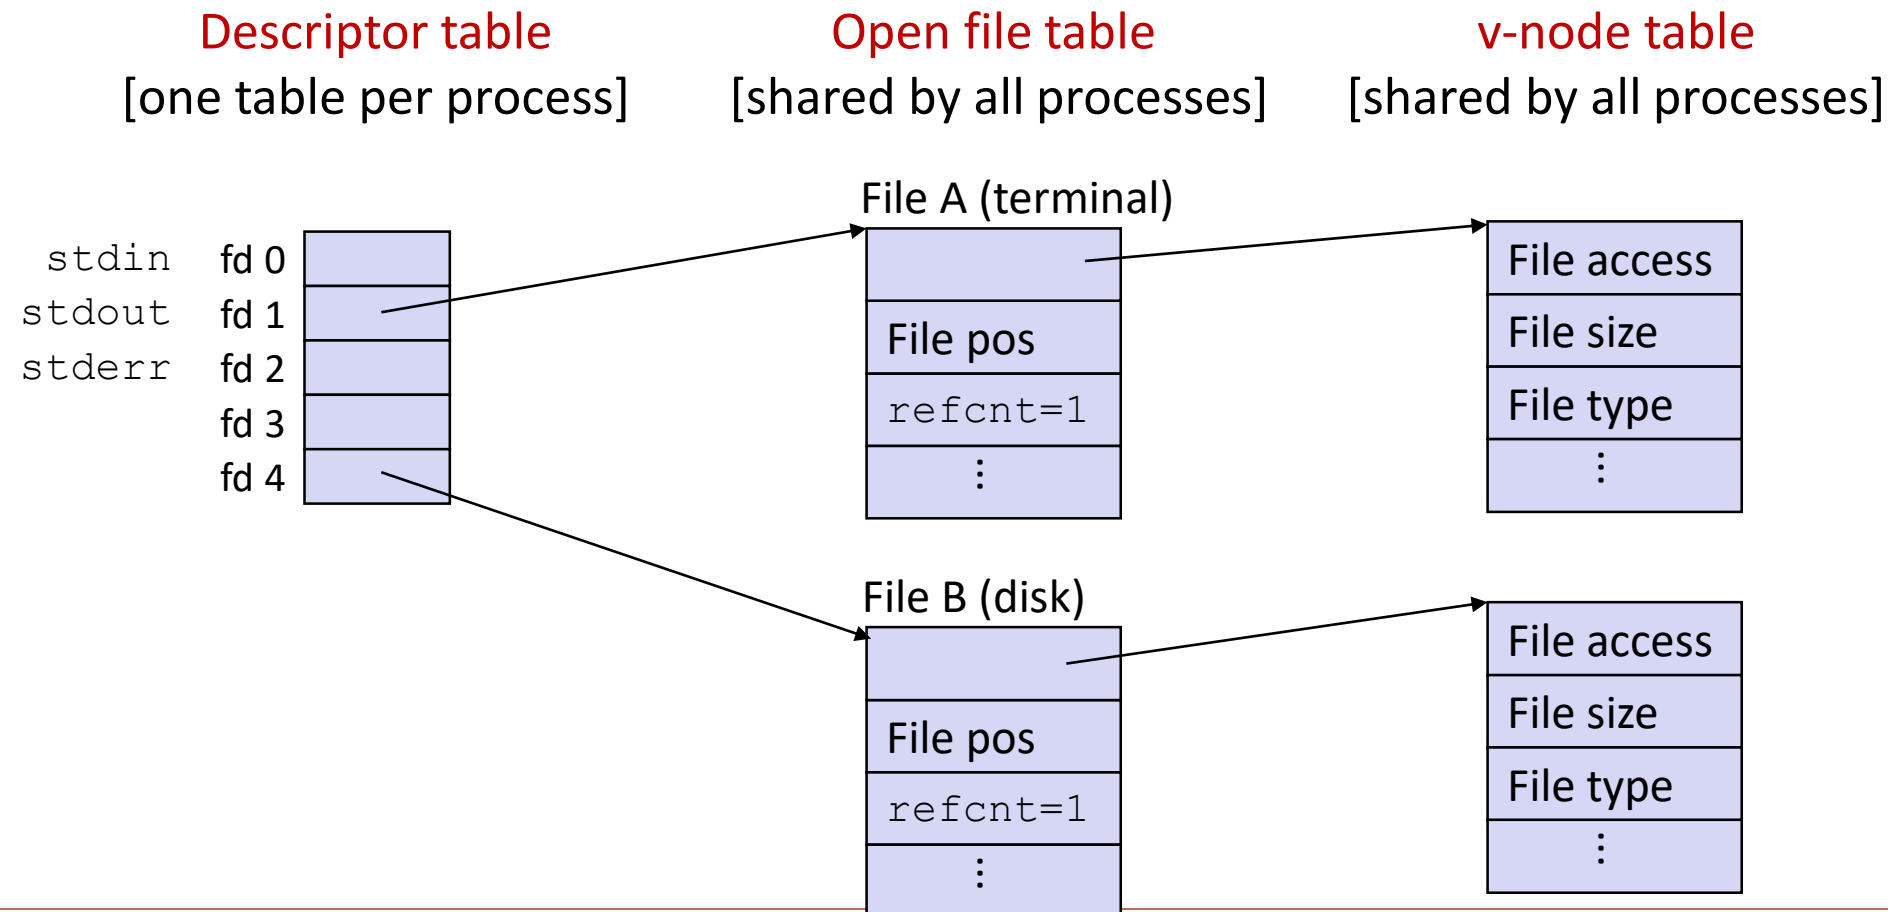 Descriptor table
[one table per process]
Open file table
[shared by all processes]
v-node table
[shared by all processes]
stdin fd 0
stdout fd 1
stderr fd 2
fd 3
fd 4
File A (terminal)
File pos
refcnt=1
⋮
File access
File size
File type
⋮
File B (disk)
File pos
refcnt=1
⋮
File access
File size
File type
⋮